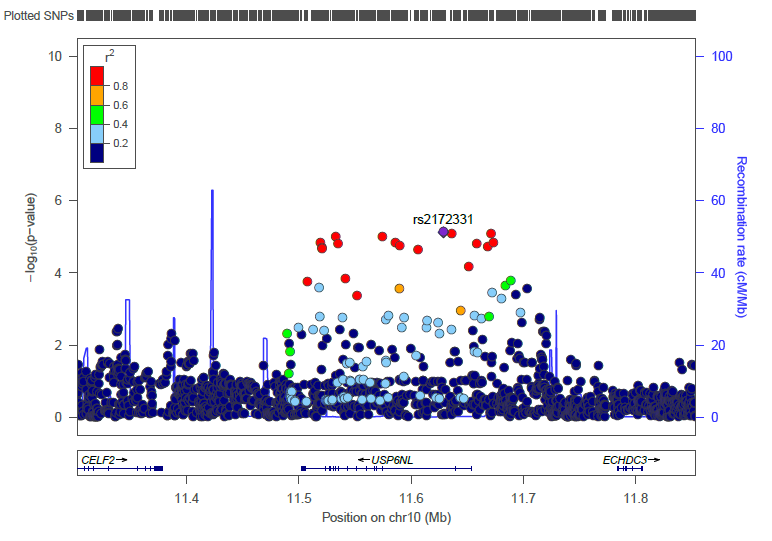 Plotted SNPs
10
8
6
4
2
0
−log10(p−value)
r2
0.8
0.6
0.4
0.2
rs2172331
100
80
60
40
20
0
Recombination rate (cM/Mb)
CELF2→
←USP6NL
ECHDC3→
11.4
11.5
11.6
11.7
11.8
Position on chr10 (Mb)